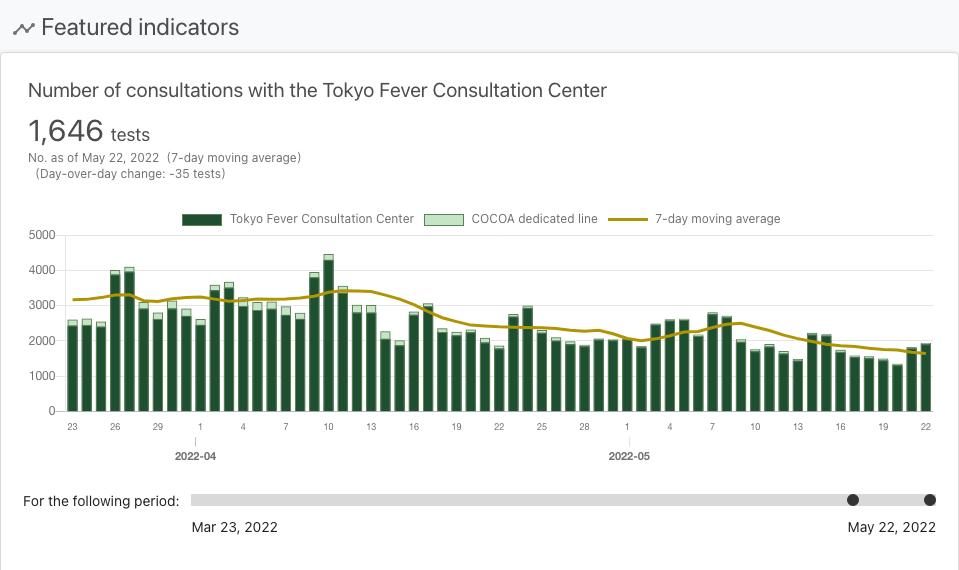 Featured indicators
Number of consultations with the Tokyo Fever Consultation Center
1,646 tests
No. as of May 22, 2022 (7-day moving average)
(Day-over-day change: -35 tests)
Tokyo Fever Consultation Center COCOA dedicated line 7-day moving average
5000
4000
3000
2000
1000
0
23 26 29 1 4 7 10 13 16 19 22 25 28 1 4 7 10 13 16 19 22
2022-04 2022-05
For the following period:
Mar 23, 2022 May 22, 2022